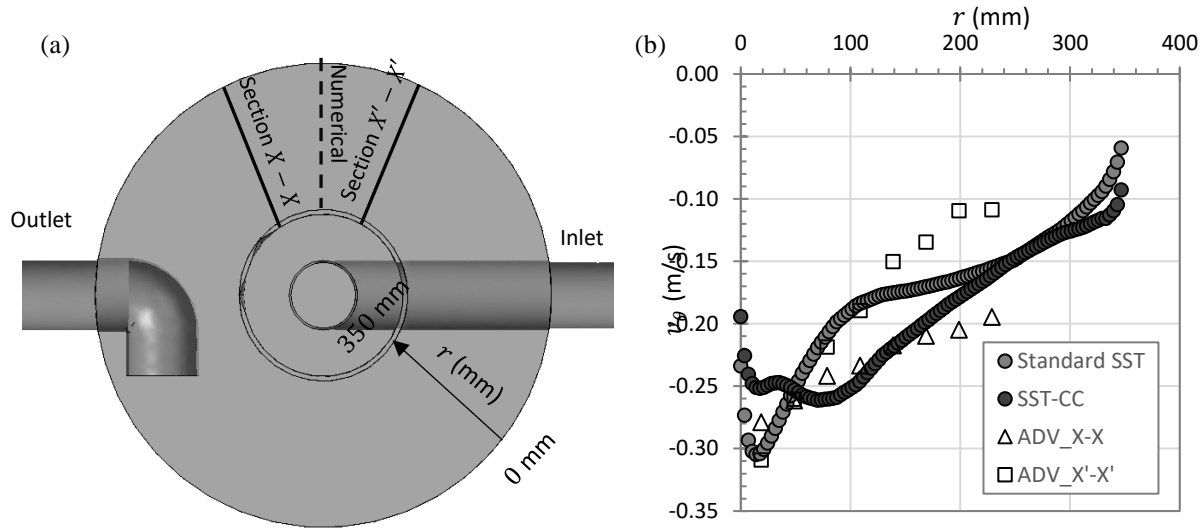 (a)
Section X – X
Numerical
Section X′ – X′
Outlet
Inlet
350 mm
r (mm)
0 mm
(b)
r (mm)
0 100 200 300 400
0.00
-0.05
-0.10
-0.15
-0.20
-0.25
-0.30
-0.35
v_θ (m/s)
Standard SST
SST-CC
ADV_X-X
ADV_X'-X'